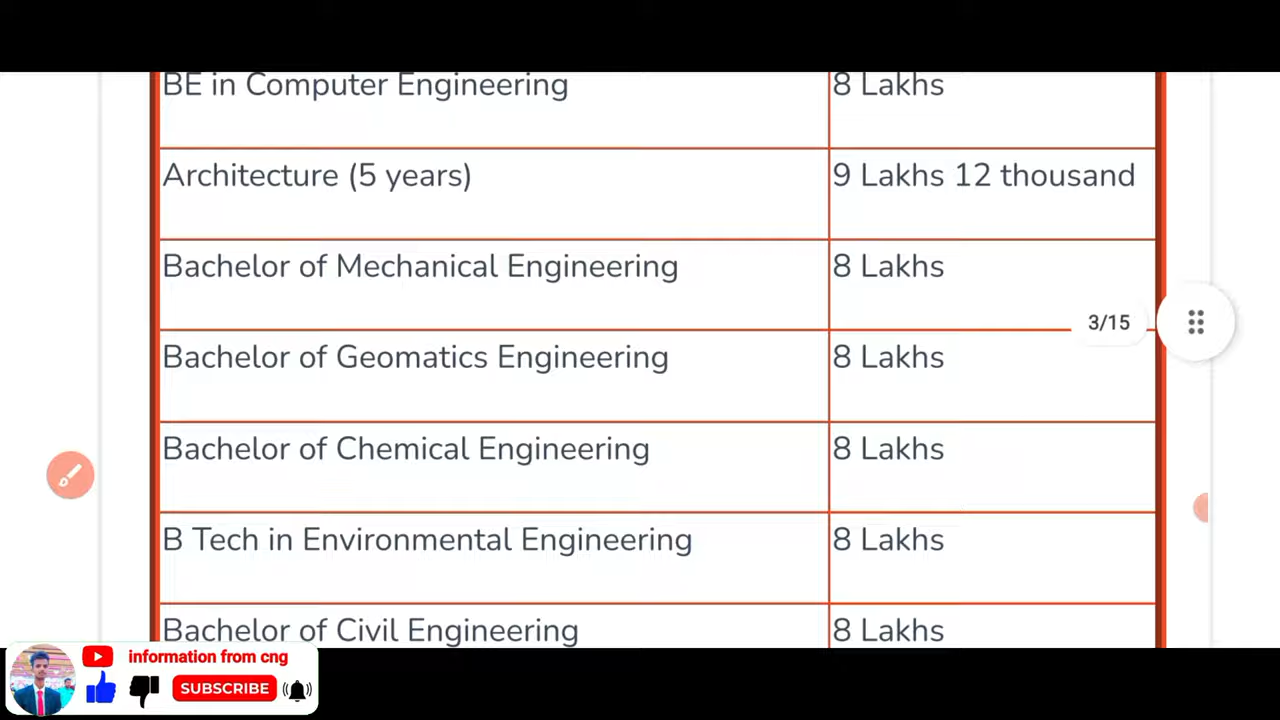 BE in Computer Engineering 8 Lakhs
Architecture (5 years) 9 Lakhs 12 thousand
Bachelor of Mechanical Engineering 8 Lakhs
3/15
Bachelor of Geomatics Engineering 8 Lakhs
Bachelor of Chemical Engineering 8 Lakhs
B Tech in Environmental Engineering 8 Lakhs
Bachelor of Civil Engineering 8 Lakhs
information from cng
SUBSCRIBE